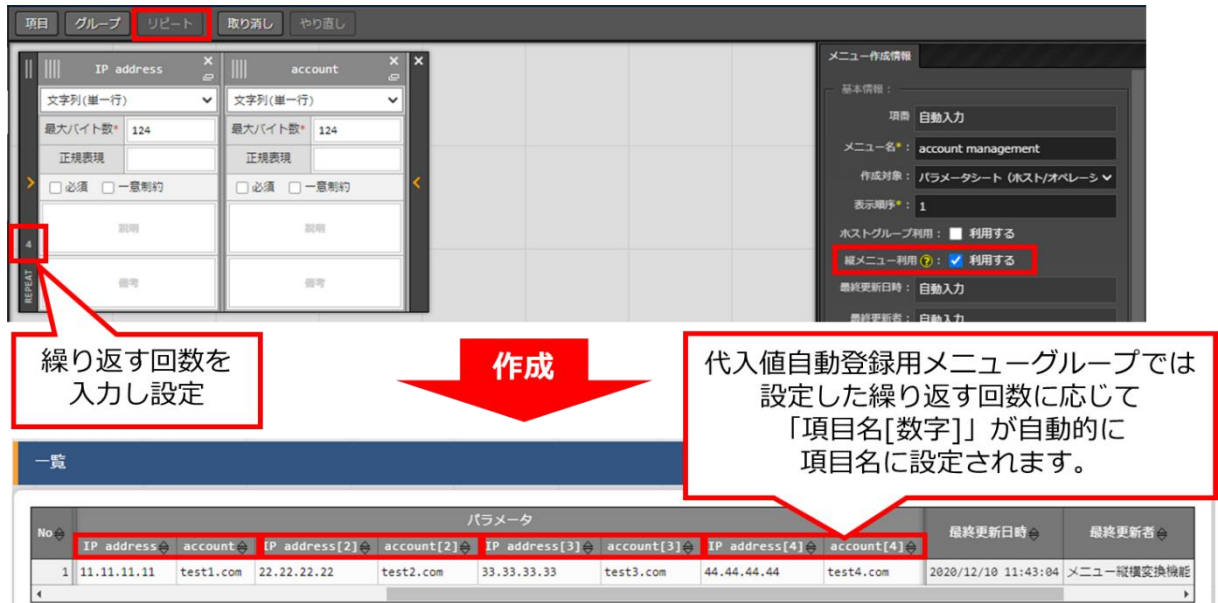 項目 グループ リピート 取り消し やり直し
IP address
account
文字列(単一行)
文字列(単一行)
最大バイト数* 124
最大バイト数* 124
正規表現
正規表現
必須 一意制約
必須 一意制約
説明
説明
4
備考
備考
REPEAT
メニュー作成情報
基本情報:
項番 自動入力
メニュー名*: account management
作成対象: パラメータシート (ホスト/オペレーシ
表示順序*: 1
ホストグループ利用: 利用する
縦メニュー利用 ? : 利用する
最終更新日時: 自動入力
最終更新者: 自動入力
繰り返す回数を
入力し設定
作成
代入値自動登録用メニューグループでは
設定した繰り返す回数に応じて
「項目名[数字]」が自動的に
項目名に設定されます。
一覧
No パラメータ 最終更新日時 最終更新者
IP address account IP address[2] account[2] IP address[3] account[3] IP address[4] account[4]
1 11.11.11.11 test1.com 22.22.22.22 test2.com 33.33.33.33 test3.com 44.44.44.44 test4.com 2020/12/10 11:43:04 メニュー縦横変換機能